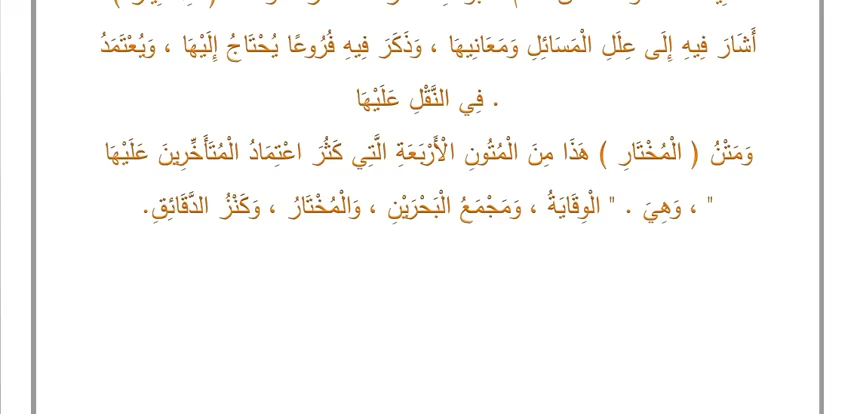 أَشَارَ فِيهِ إِلَى عِلَلِ الْمَسَائِلِ وَمَعَانِيهَا ، وَذَكَرَ فِيهِ فُرُوعًا يُحْتَاجُ إِلَيْهَا ، وَيُعْتَمَدُ
فِي النَّقْلِ عَلَيْهَا .
وَمَتْنُ ( الْمُخْتَارِ ) هَذَا مِنَ الْمُتُونِ الْأَرْبَعَةِ الَّتِي كَثُرَ اعْتِمَادُ الْمُتَأَخِّرِينَ عَلَيْهَا
" ، وَهِيَ . " الْوِقَايَةُ ، وَمَجْمَعُ الْبَحْرَيْنِ ، وَالْمُخْتَارُ ، وَكَنْزُ الدَّقَائِقِ.